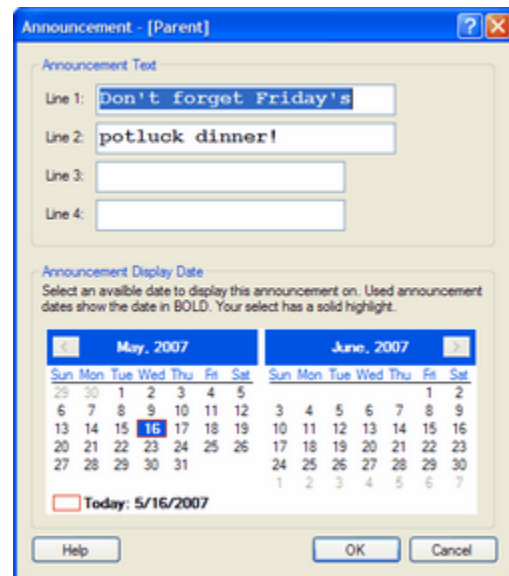 Announcement - [Parent]
Announcement Text
Line 1: Don't forget Friday's
Line 2: potluck dinner!
Line 3:
Line 4:
Announcement Display Date
Select an availble date to display this announcement on. Used announcement
dates show the date in BOLD. Your select has a solid highlight.
May, 2007 June, 2007
Sun Mon Tue Wed Thu Fri Sat Sun Mon Tue Wed Thu Fri Sat
29 30 1 2 3 4 5 1 2
6 7 8 9 10 11 12 3 4 5 6 7 8 9
13 14 15 16 17 18 19 10 11 12 13 14 15 16
20 21 22 23 24 25 26 17 18 19 20 21 22 23
27 28 29 30 31 24 25 26 27 28 29 30
1 2 3 4 5 6 7
Today: 5/16/2007
Help OK Cancel